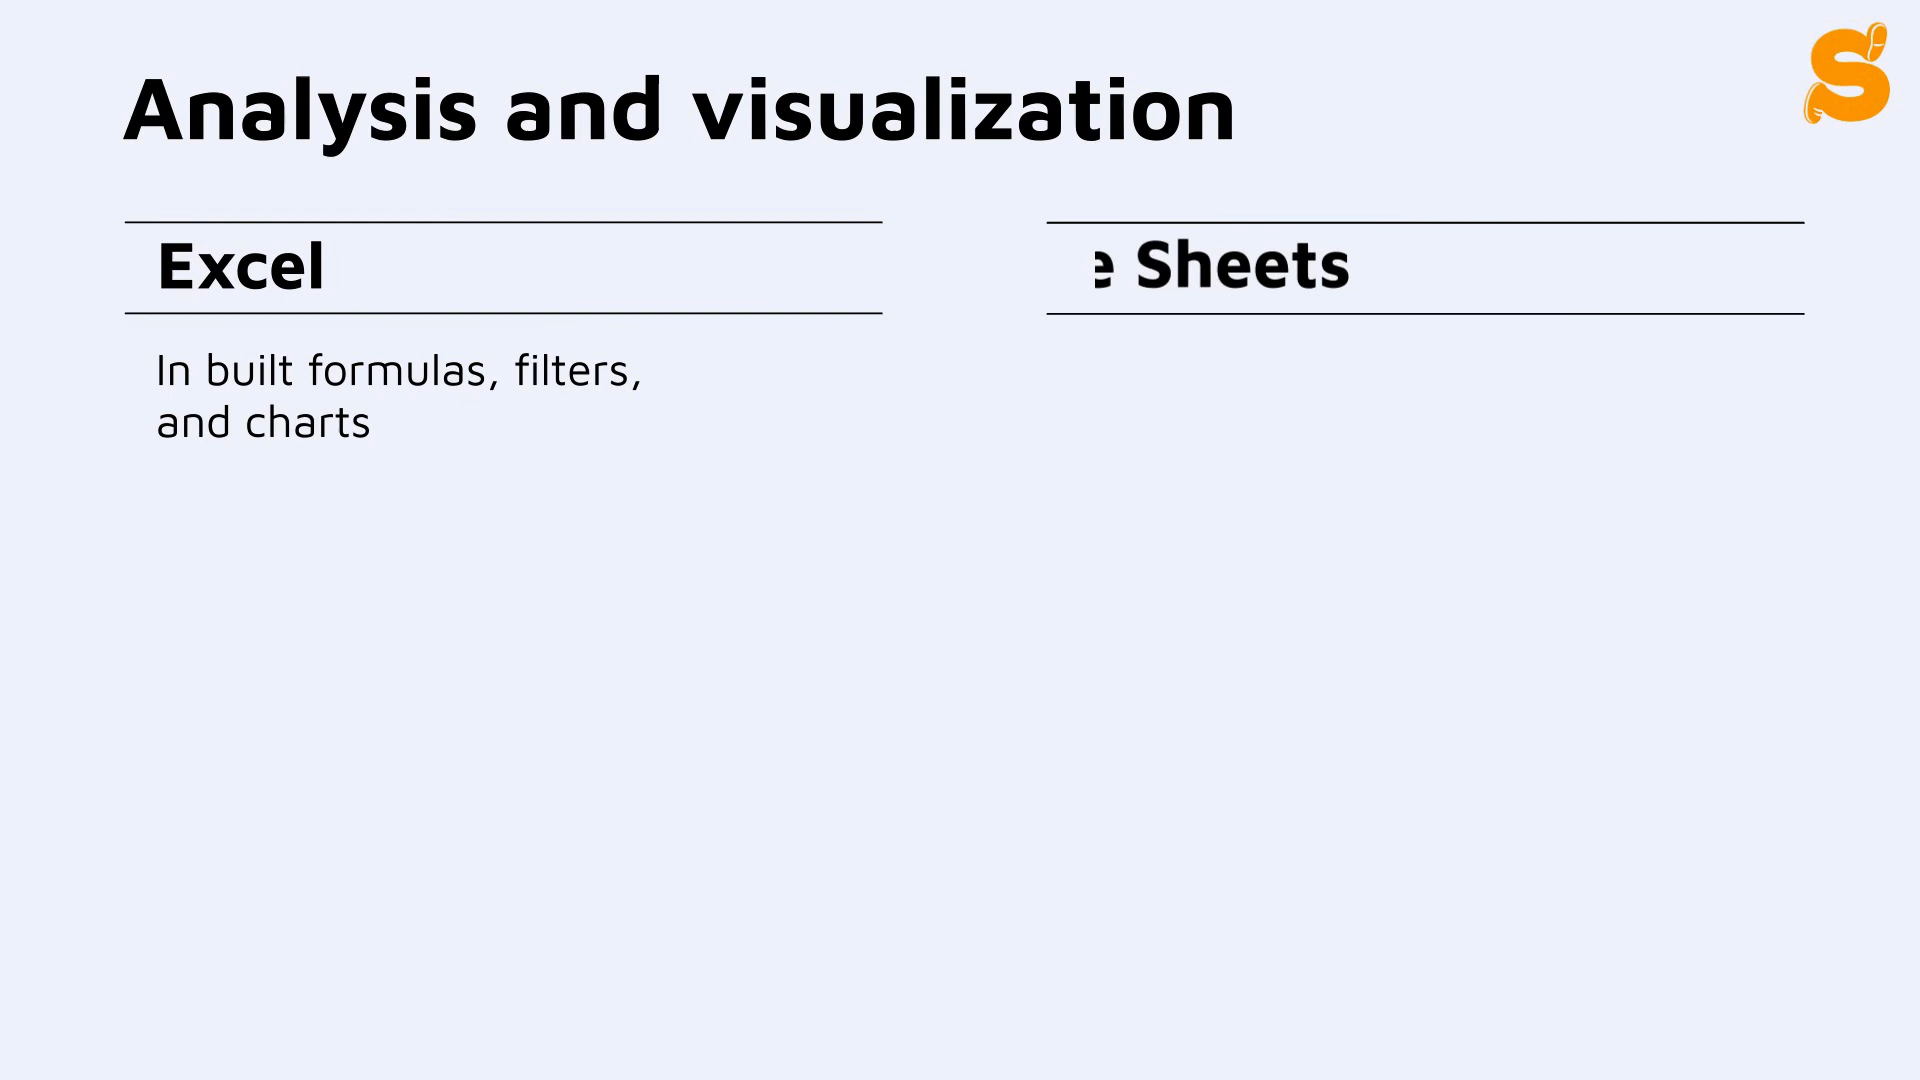 Analysis and visualization
Excel
e Sheets
In built formulas, filters,
and charts